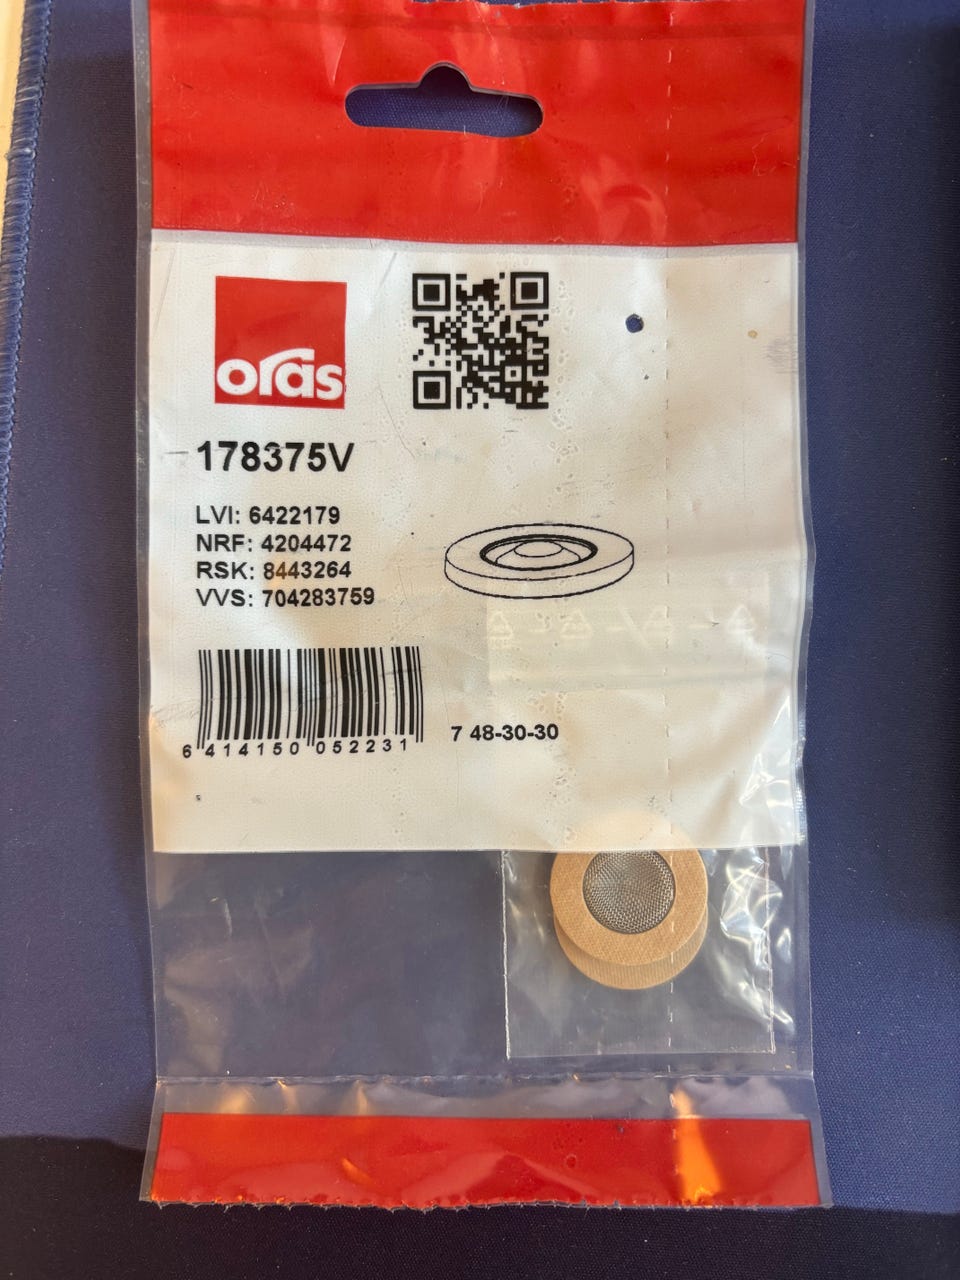 oras
178375V
LVI: 6422179
NRF: 4204472
RSK: 8443264
VVS: 704283759
6 414150 052231
7 48-30-30